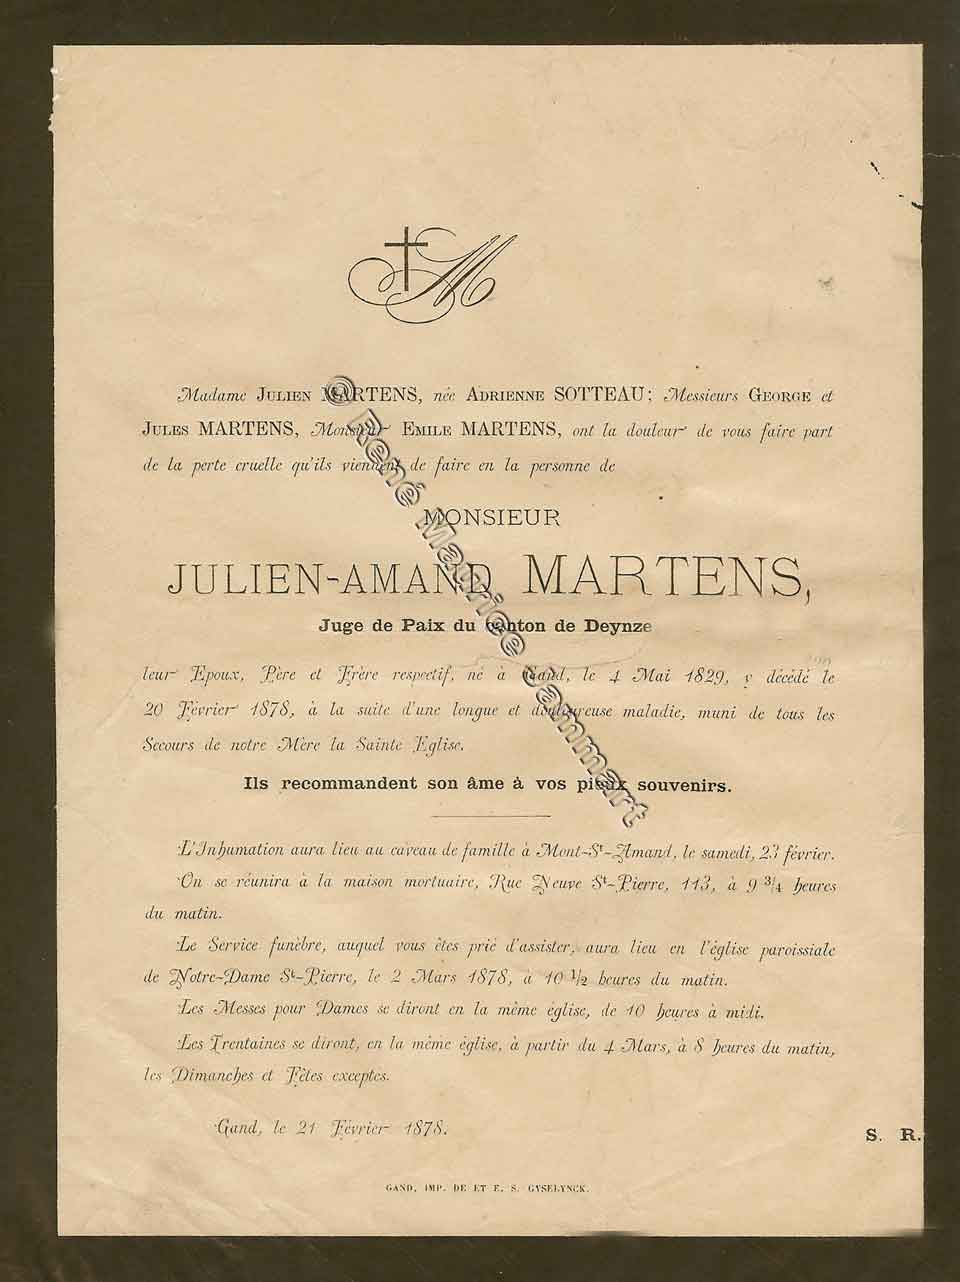 M
Madame JULIEN MARTENS, née ADRIENNE SOTTEAU; Messieurs GEORGE et
JULES MARTENS, Monsieur EMILE MARTENS, ont la douleur de vous faire part
de la perte cruelle qu'ils viennent de faire en la personne de
MONSIEUR
JULIEN-AMAND MARTENS,
Juge de Paix du canton de Deynze
leur Epoux, Père et Frère respectif, né à Gand, le 4 Mai 1829, y décédé le
20 Février 1878, à la suite d'une longue et douloureuse maladie, muni de tous les
Secours de notre Mère la Sainte Eglise.
Ils recommandent son âme à vos pieux souvenirs.
L'Inhumation aura lieu au caveau de famille à Mont-St-Amand, le samedi, 23 février.
On se réunira à la maison mortuaire, Rue Neuve St-Pierre, 113, à 9 3/4 heures
du matin.
Le Service funèbre, auquel vous êtes prié d'assister, aura lieu en l'église paroissiale
de Notre-Dame St-Pierre, le 2 Mars 1878, à 10 1/2 heures du matin.
Les Messes pour Dames se diront en la même église, de 10 heures à midi.
Les Trentaines se diront, en la même église, à partir du 4 Mars, à 8 heures du matin,
les Dimanches et Fêtes exceptés.
Gand, le 21 Février 1878.
S. R.
GAND, IMP. DE ET E. S. GYSELYNCK.
© René Maurice Jammart